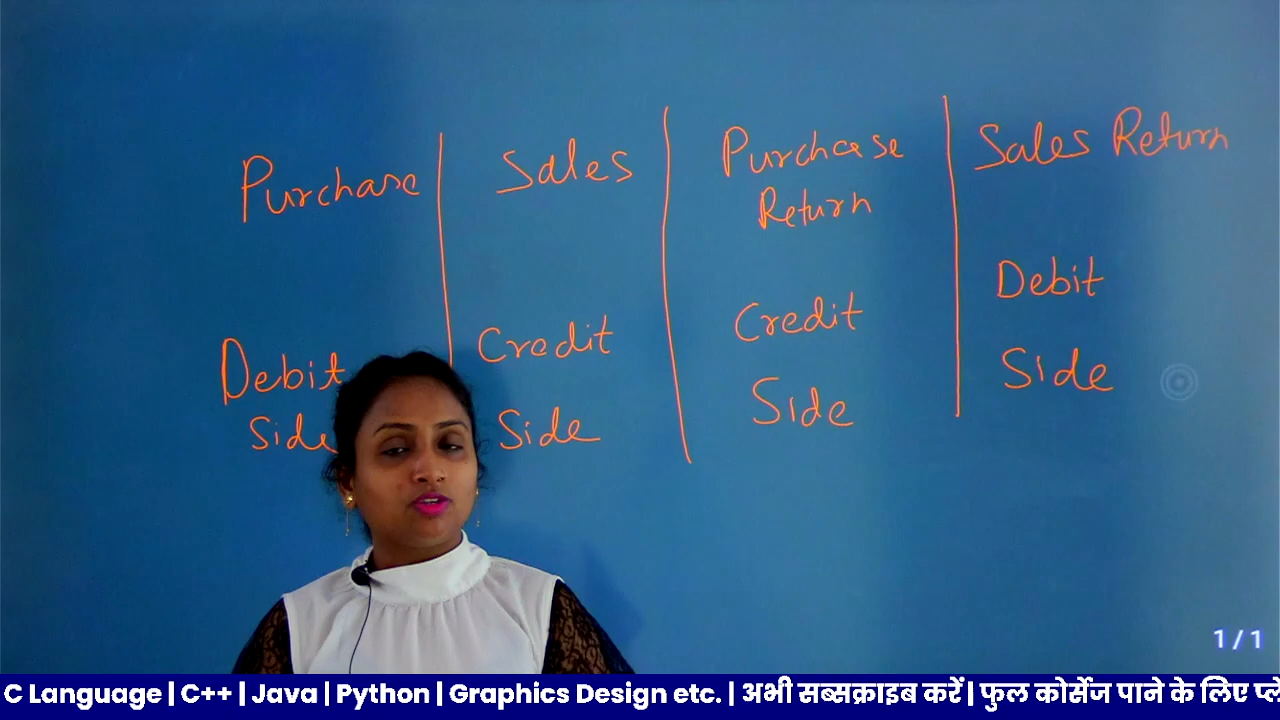 Purchase
Sales
Purchase
Return
Sales Return
Debit
Side
Credit
Side
Credit
Side
Debit
Side
1 / 1
C Language | C++ | Java | Python | Graphics Design etc. | अभी सब्सक्राइब करें | फुल कोर्सेज पाने के लिए